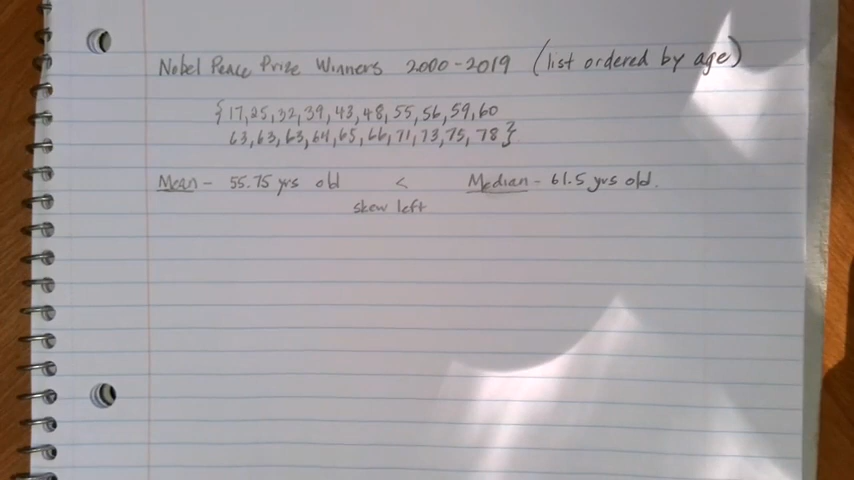 Nobel Peace Prize Winners 2000-2019 (list ordered by age)
{17,25,32,39,43,48,55,56,59,60
63,63,63,64,65,66,71,73,75,78}
Mean - 55.75 yrs old < Median - 61.5 yrs old.
skew left